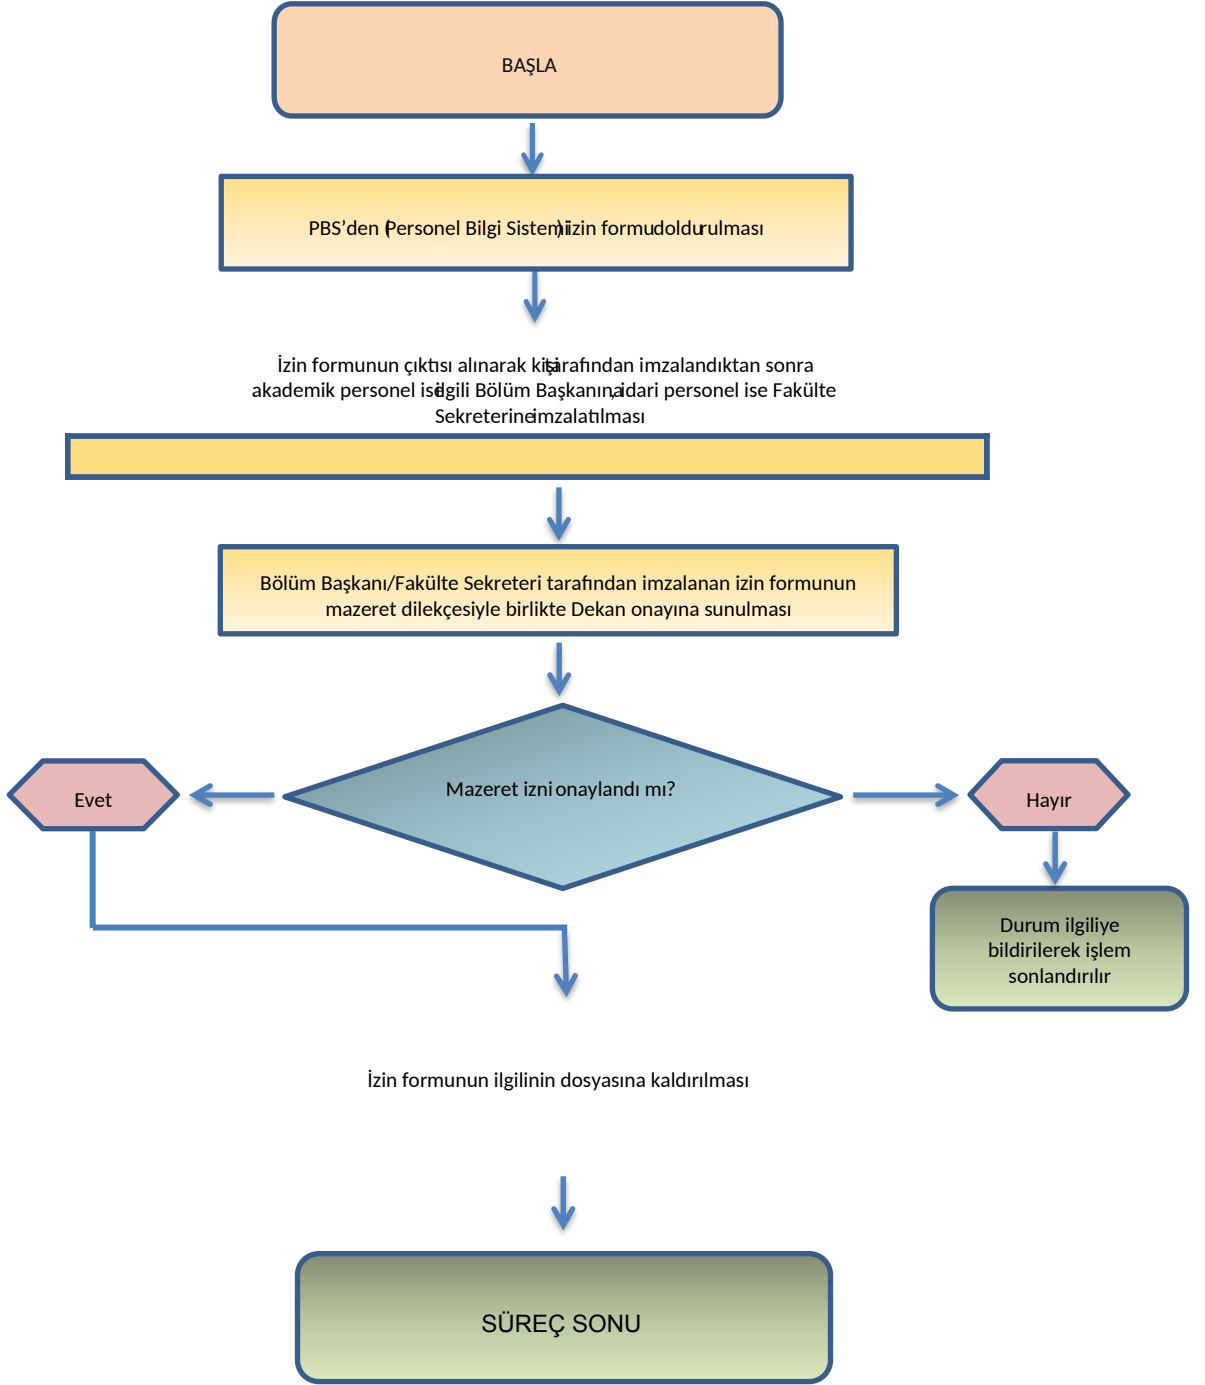 BAŞLA
PBS’den (Personel Bilgi Sistemi) izin formu doldurulması
İzin formunun çıktısı alınarak kişi tarafından imzalandıktan sonra
akademik personel ise ilgili Bölüm Başkanına, idari personel ise Fakülte
Sekreterine imzalatılması
Bölüm Başkanı/Fakülte Sekreteri tarafından imzalanan izin formunun
mazeret dilekçesiyle birlikte Dekan onayına sunulması
Mazeret izni onaylandı mı?
Evet
Hayır
Durum ilgiliye
bildirilerek işlem
sonlandırılır
İzin formunun ilgilinin dosyasına kaldırılması
SÜREÇ SONU